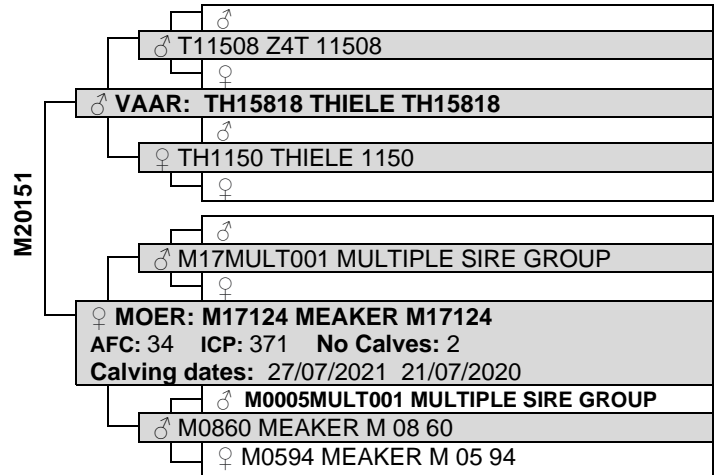 ♂
♂ T11508 Z4T 11508
♀
♂ VAAR: TH15818 THIELE TH15818
♂
♀ TH1150 THIELE 1150
♀
M20151
♂
♂ M17MULT001 MULTIPLE SIRE GROUP
♀
♀ MOER: M17124 MEAKER M17124
AFC: 34 ICP: 371 No Calves: 2
Calving dates: 27/07/2021 21/07/2020
♂ M0005MULT001 MULTIPLE SIRE GROUP
♂ M0860 MEAKER M 08 60
♀ M0594 MEAKER M 05 94